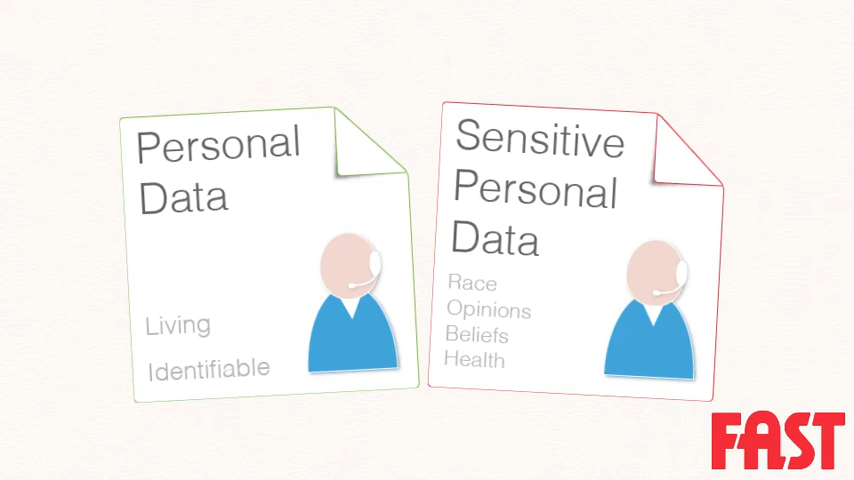 Personal
Data
Living
Identifiable
Sensitive
Personal
Data
Race
Opinions
Beliefs
Health
FAST